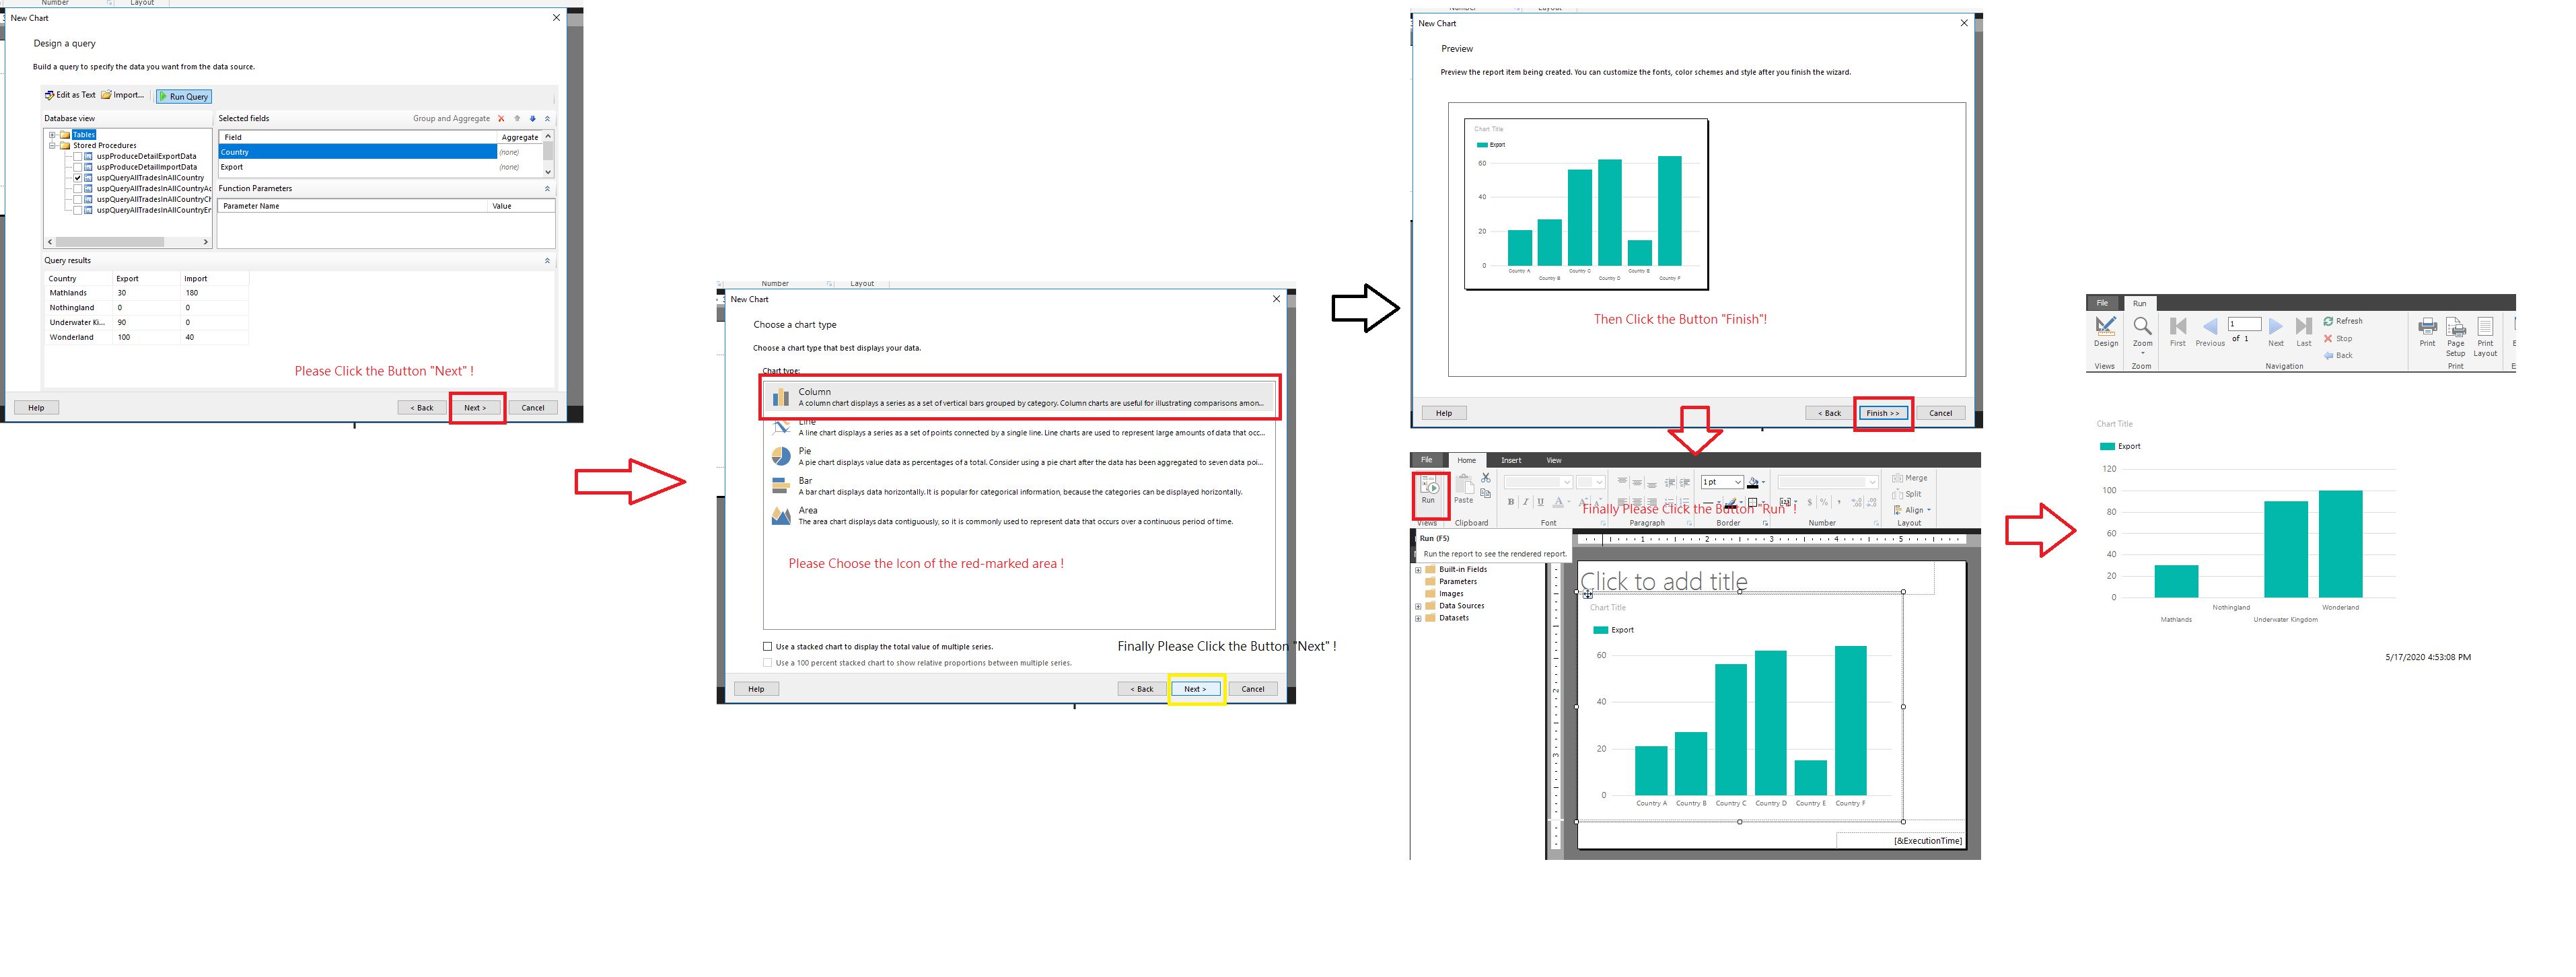 Number Layout
New Chart
Design a query
Build a query to specify the data you want from the data source.
Edit as Text Import... Run Query
Database view
Tables
Stored Procedures
uspProduceDetailExportData
uspProduceDetailImportData
uspQueryAllTradesInAllCountry
uspQueryAllTradesInAllCountryAc
uspQueryAllTradesInAllCountryCh
uspQueryAllTradesInAllCountryEr
Selected fields Group and Aggregate
Field Aggregate
Country (none)
Export (none)
Function Parameters
Parameter Name Value
Query results
Country Export Import
Mathlands 30 180
Nothingland 0 0
Underwater Ki... 90 0
Wonderland 100 40
Please Click the Button "Next" !
Help < Back Next > Cancel
Number Layout
New Chart
Choose a chart type
Choose a chart type that best displays your data.
Chart type:
Column
A column chart displays a series as a set of vertical bars grouped by category. Column charts are useful for illustrating comparisons amon...
Line
A line chart displays a series as a set of points connected by a single line. Line charts are used to represent large amounts of data that occ...
Pie
A pie chart displays value data as percentages of a total. Consider using a pie chart after the data has been aggregated to seven data poi...
Bar
A bar chart displays data horizontally. It is popular for categorical information, because the categories can be displayed horizontally.
Area
The area chart displays data contiguously, so it is commonly used to represent data that occurs over a continuous period of time.
Please Choose the Icon of the red-marked area !
Use a stacked chart to display the total value of multiple series.
Finally Please Click the Button "Next" !
Use a 100 percent stacked chart to show relative proportions between multiple series.
Help < Back Next > Cancel
New Chart
Preview
Preview the report item being created. You can customize the fonts, color schemes and style after you finish the wizard.
Chart Title
Export
60
40
20
0
Country A Country C Country E
Country B Country D Country F
Then Click the Button "Finish"!
Help < Back Finish >> Cancel
File Home Insert View
Run Paste
1 pt
Merge
Split
Align
Finally Please Click the Button "Run" !
Views Clipboard Font Paragraph Border Number Layout
Run (F5)
Run the report to see the rendered report.
1 2 3 4 5
Built-in Fields
Parameters
Images
Data Sources
Datasets
1
2
3
Click to add title
Chart Title
Export
60
40
20
0
Country A Country B Country C Country D Country E Country F
[&ExecutionTime]
File Run
Design Zoom First Previous 1 of 1 Next Last
Refresh
Stop
Back
Print Page Setup Print Layout
Views Zoom Navigation Print
Chart Title
Export
120
100
80
60
40
20
0
Nothingland Wonderland
Mathlands Underwater Kingdom
5/17/2020 4:53:08 PM